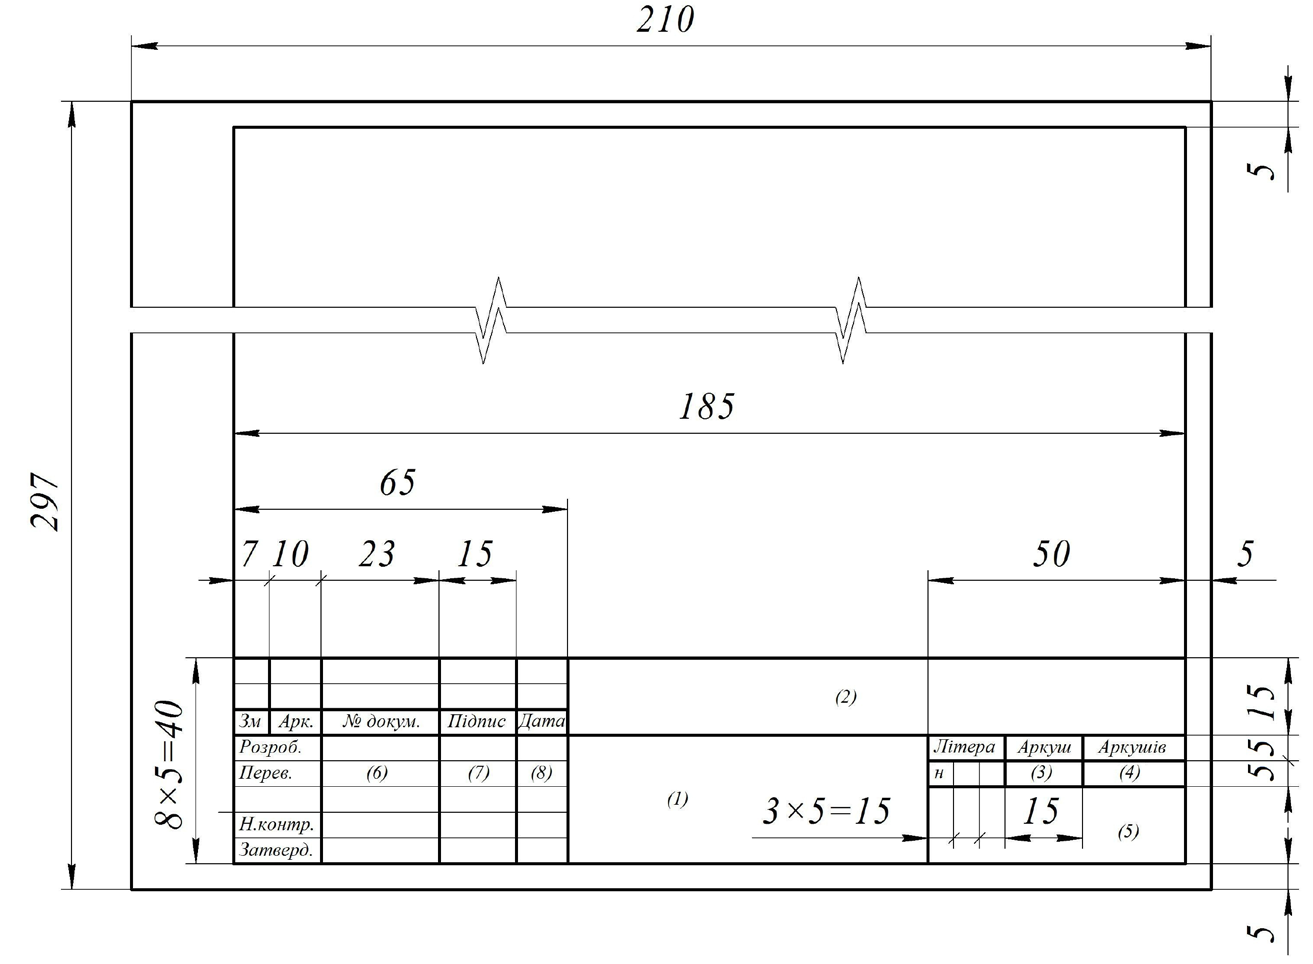 210
5
185
297
65
7 10 23 15 50 5
8×5=40
(2)
15
Зм Арк. № докум. Підпис Дата
Розроб. Літера Аркуш Аркушів 5
Перев. (6) (7) (8) н (3) (4) 5
(1) 3×5=15 15
Н.контр. (5)
Затверд.
5